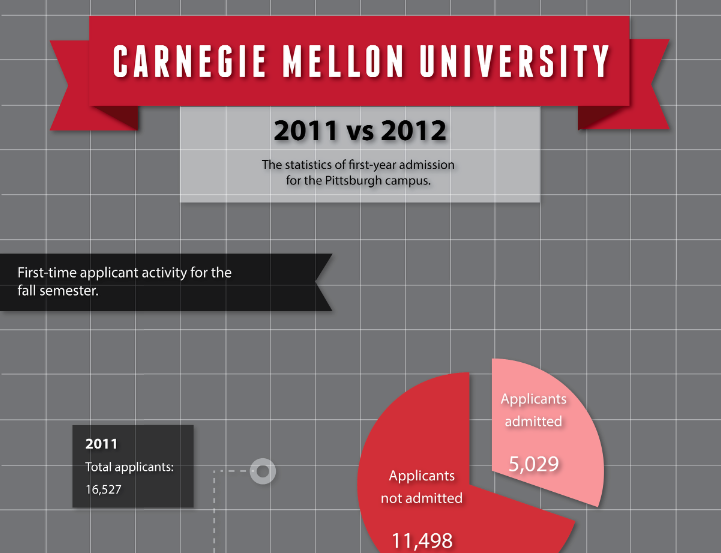 CARNEGIE MELLON UNIVERSITY
2011 vs 2012
The statistics of first-year admission
for the Pittsburgh campus.
First-time applicant activity for the
fall semester.
Applicants
admitted
5,029
2011
Total applicants:
16,527
Applicants
not admitted
11,498